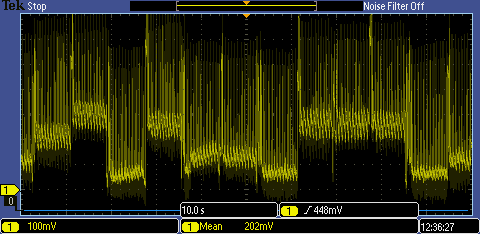 Tek Stop Noise Filter Off
1
0
10.0 s 1 448mV
1 100mV 1 Mean 202mV 12:36:27